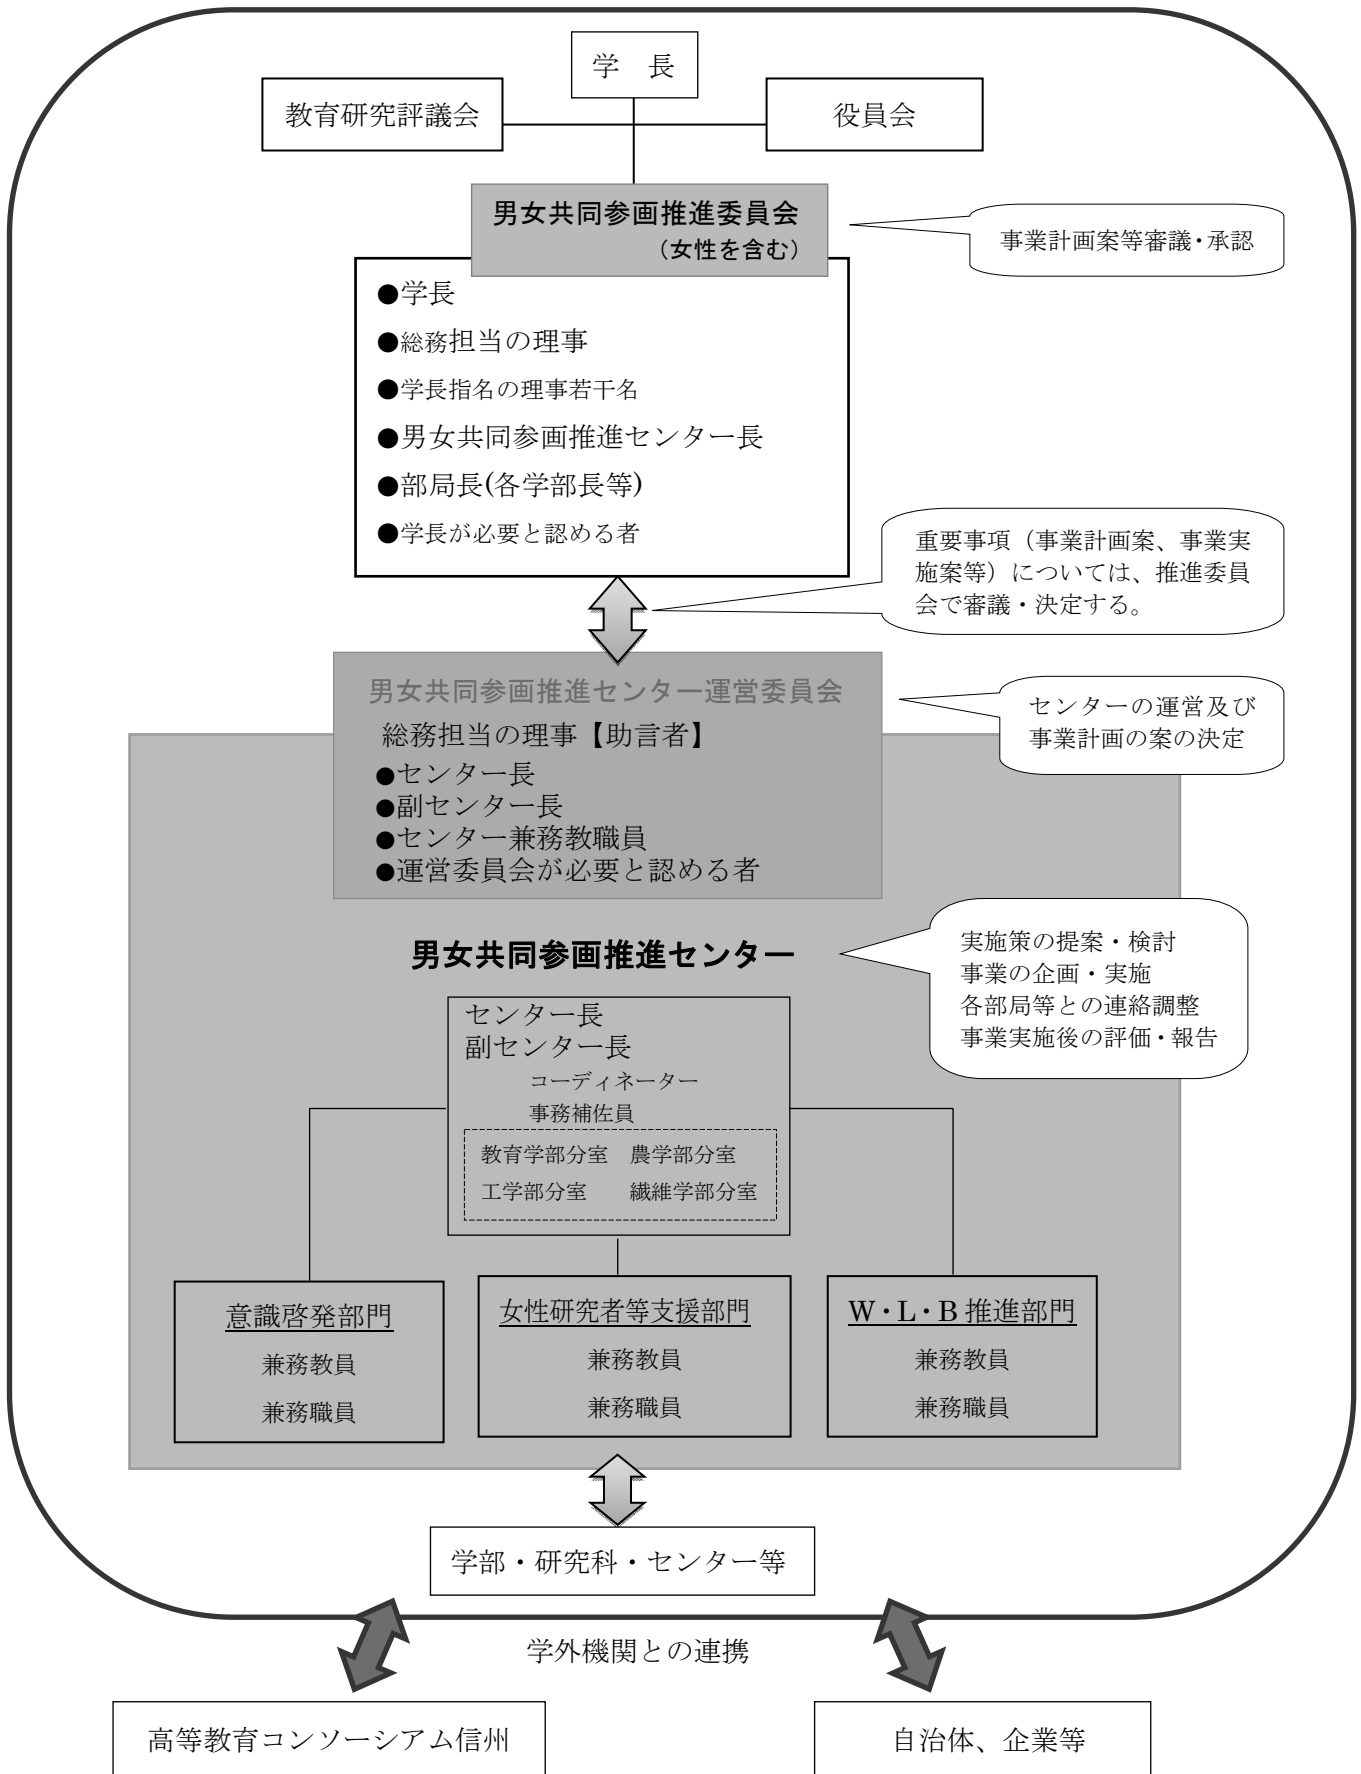 学　長
教育研究評議会
役員会
男女共同参画推進委員会
（女性を含む）
事業計画案等審議・承認
●学長
●総務担当の理事
●学長指名の理事若干名
●男女共同参画推進センター長
●部局長(各学部長等)
●学長が必要と認める者
重要事項（事業計画案、事業実
施案等）については、推進委員
会で審議・決定する。
男女共同参画推進センター運営委員会
総務担当の理事【助言者】
●センター長
●副センター長
●センター兼務教職員
●運営委員会が必要と認める者
センターの運営及び
事業計画の案の決定
男女共同参画推進センター
実施策の提案・検討
事業の企画・実施
各部局等との連絡調整
事業実施後の評価・報告
センター長
副センター長
コーディネーター
事務補佐員
教育学部分室　農学部分室
工学部分室　繊維学部分室
意識啓発部門
兼務教員
兼務職員
女性研究者等支援部門
兼務教員
兼務職員
W・L・B 推進部門
兼務教員
兼務職員
学部・研究科・センター等
学外機関との連携
高等教育コンソーシアム信州
自治体、企業等